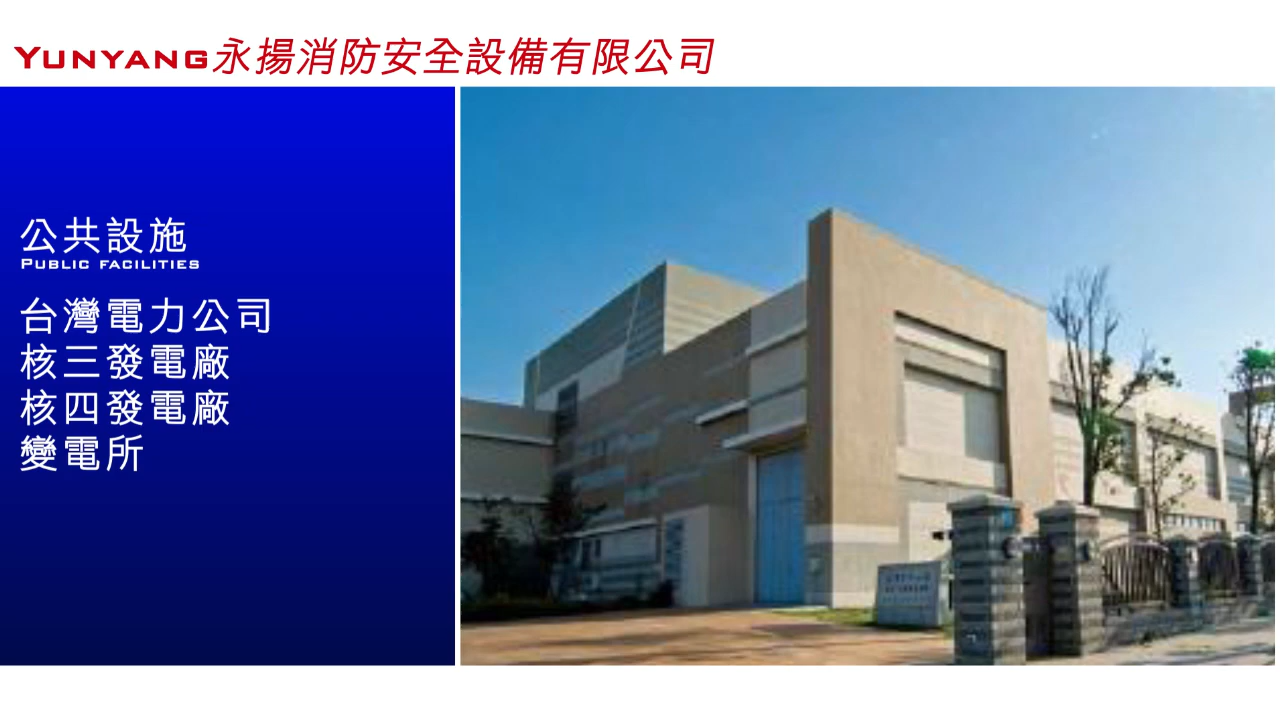 YUNYANG永揚消防安全設備有限公司
公共設施
PUBLIC FACILITIES
台灣電力公司
核三發電廠
核四發電廠
變電所